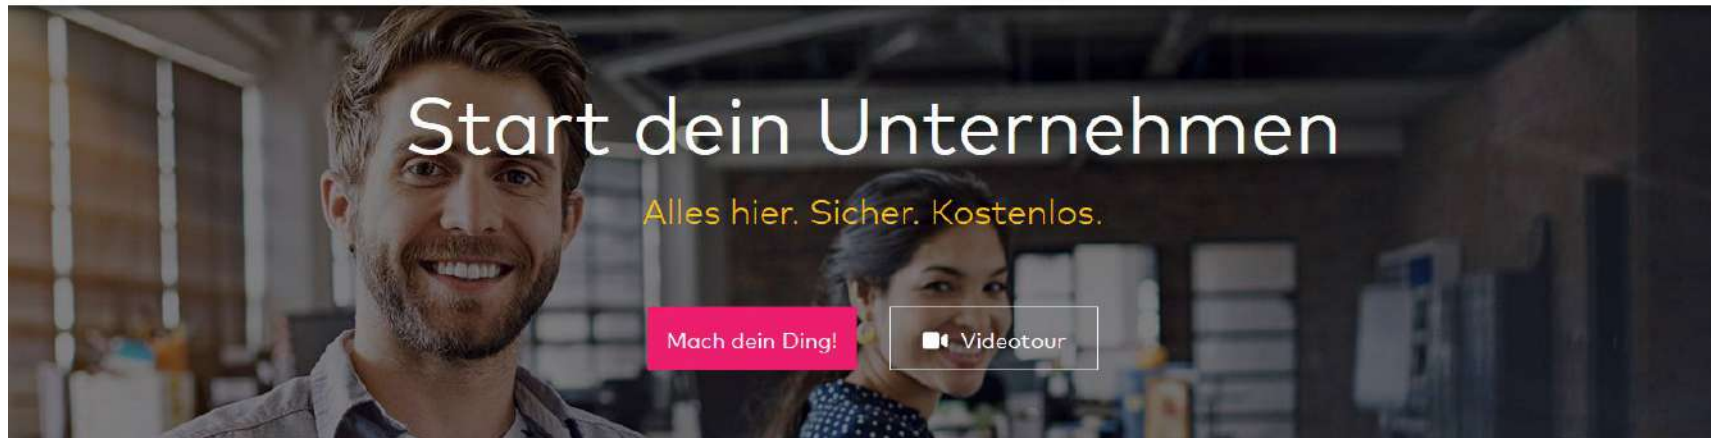 Start dein Unternehmen
Alles hier. Sicher. Kostenlos.
Mach dein Ding!
Videotour